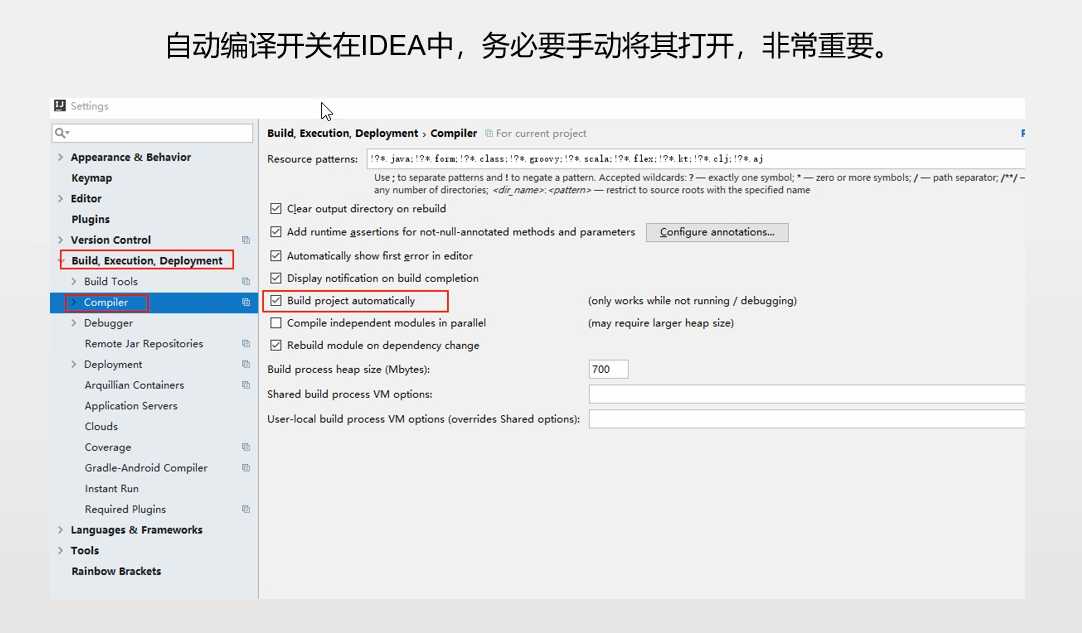 自动编译开关在IDEA中，务必要手动将其打开，非常重要。
Settings
Appearance & Behavior
Keymap
Editor
Plugins
Version Control
Build, Execution, Deployment
Build Tools
Compiler
Debugger
Remote Jar Repositories
Deployment
Arquillian Containers
Application Servers
Clouds
Coverage
Gradle-Android Compiler
Instant Run
Required Plugins
Languages & Frameworks
Tools
Rainbow Brackets
Build, Execution, Deployment › Compiler For current project
Resource patterns: !?*.java;!?*.form;!?*.class;!?*.groovy;!?*.scala;!?*.flex;!?*.kt;!?*.clj;!?*.aj
Use ; to separate patterns and ! to negate a pattern. Accepted wildcards: ? — exactly one symbol; * — zero or more symbols; / — path separator; /**/ —
any number of directories; <dir_name>:<pattern> — restrict to source roots with the specified name
Clear output directory on rebuild
Add runtime assertions for not-null-annotated methods and parameters Configure annotations...
Automatically show first error in editor
Display notification on build completion
Build project automatically (only works while not running / debugging)
Compile independent modules in parallel (may require larger heap size)
Rebuild module on dependency change
Build process heap size (Mbytes): 700
Shared build process VM options:
User-local build process VM options (overrides Shared options):